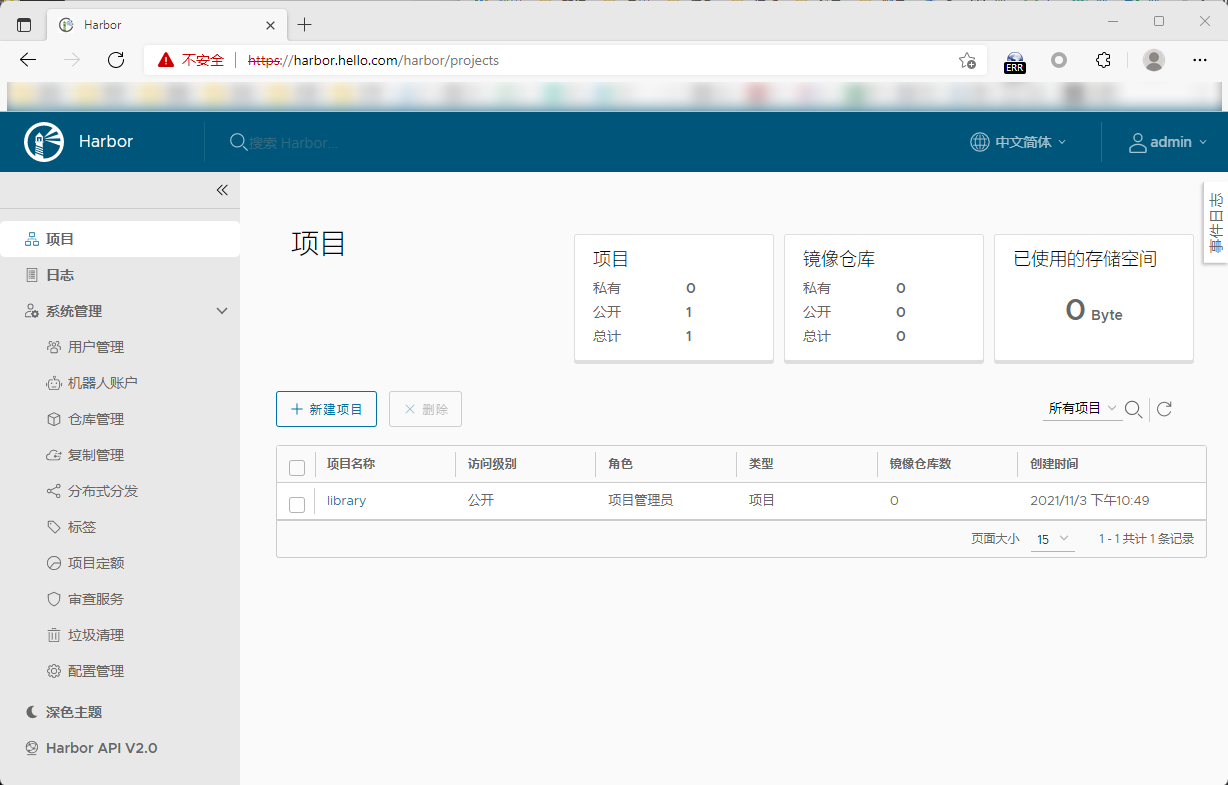 Harbor
不安全 https://harbor.hello.com/harbor/projects
ERR
Harbor
搜索 Harbor...
中文简体
admin
事件日志
项目
日志
系统管理
用户管理
机器人账户
仓库管理
复制管理
分布式分发
标签
项目定额
审查服务
垃圾清理
配置管理
深色主题
Harbor API V2.0
项目
项目
私有 0
公开 1
总计 1
镜像仓库
私有 0
公开 0
总计 0
已使用的存储空间
0 Byte
新建项目
删除
所有项目
项目名称 访问级别 角色 类型 镜像仓库数 创建时间
library 公开 项目管理员 项目 0 2021/11/3 下午10:49
页面大小 15 1 - 1 共计 1 条记录